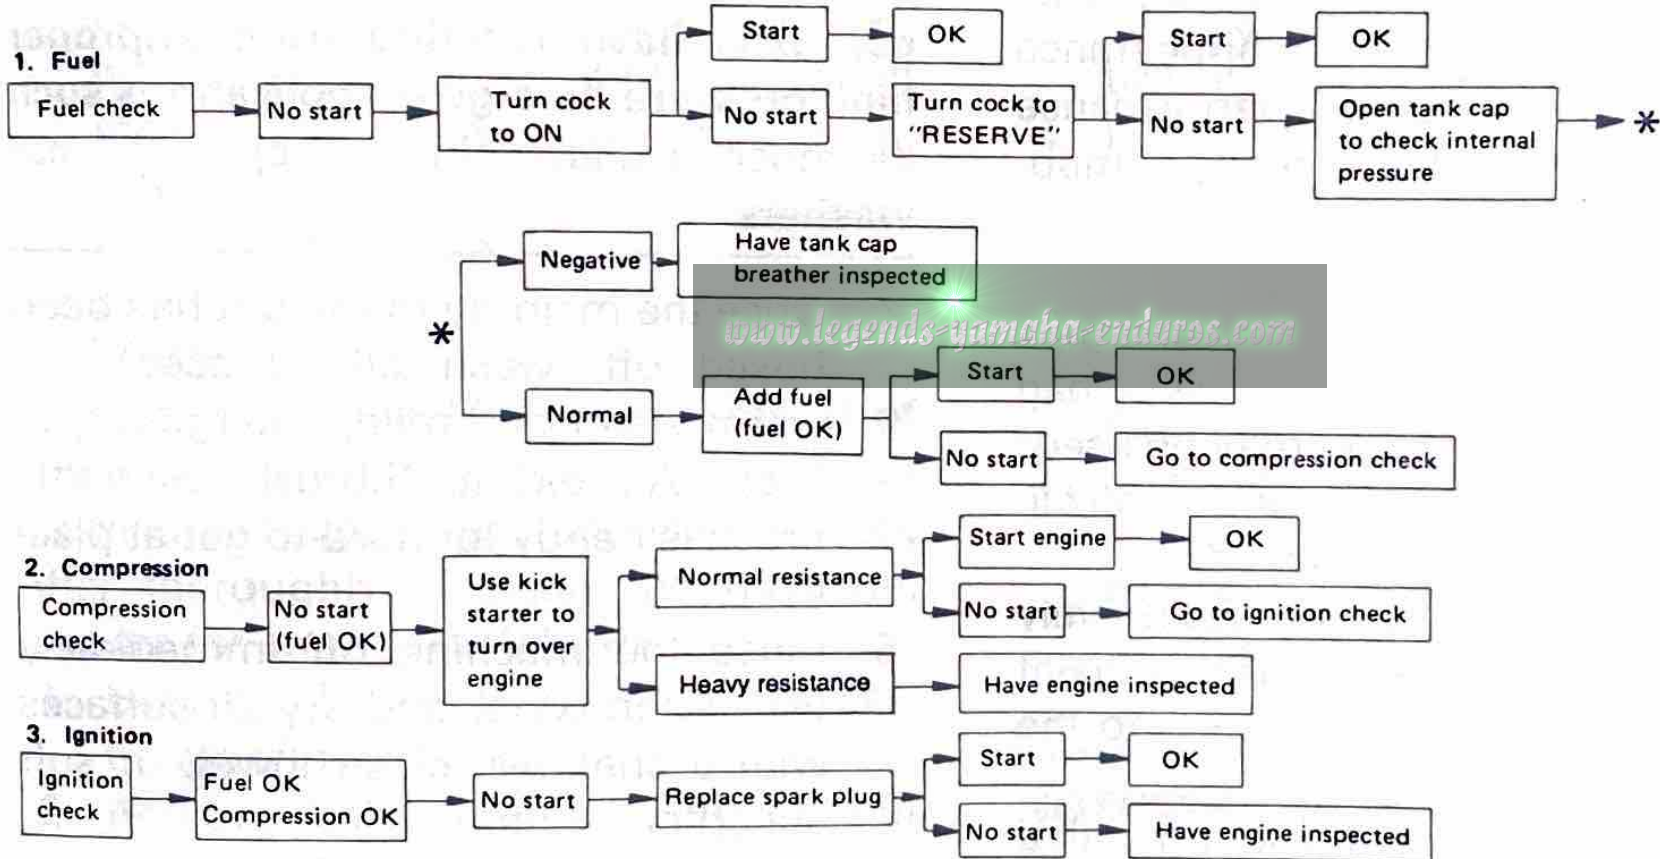 1. Fuel
Fuel check
No start
Turn cock
to ON
Start
OK
No start
Turn cock to
"RESERVE"
Start
OK
No start
Open tank cap
to check internal
pressure
*
*
Negative
Have tank cap
breather inspected
www.legends-yamaha-enduros.com
Normal
Add fuel
(fuel OK)
Start
OK
No start
Go to compression check
2. Compression
Compression
check
No start
(fuel OK)
Use kick
starter to
turn over
engine
Normal resistance
Start engine
OK
No start
Go to ignition check
Heavy resistance
Have engine inspected
3. Ignition
Ignition
check
Fuel OK
Compression OK
No start
Replace spark plug
Start
OK
No start
Have engine inspected